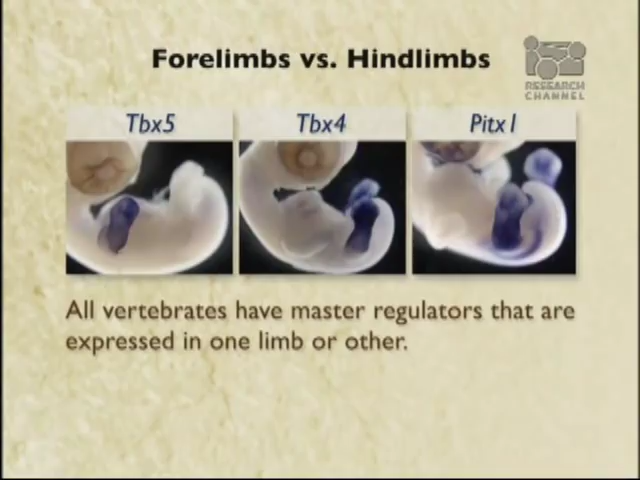 Forelimbs vs. Hindlimbs
RESEARCH
CHANNEL
Tbx5
Tbx4
Pitx1
All vertebrates have master regulators that are
expressed in one limb or other.